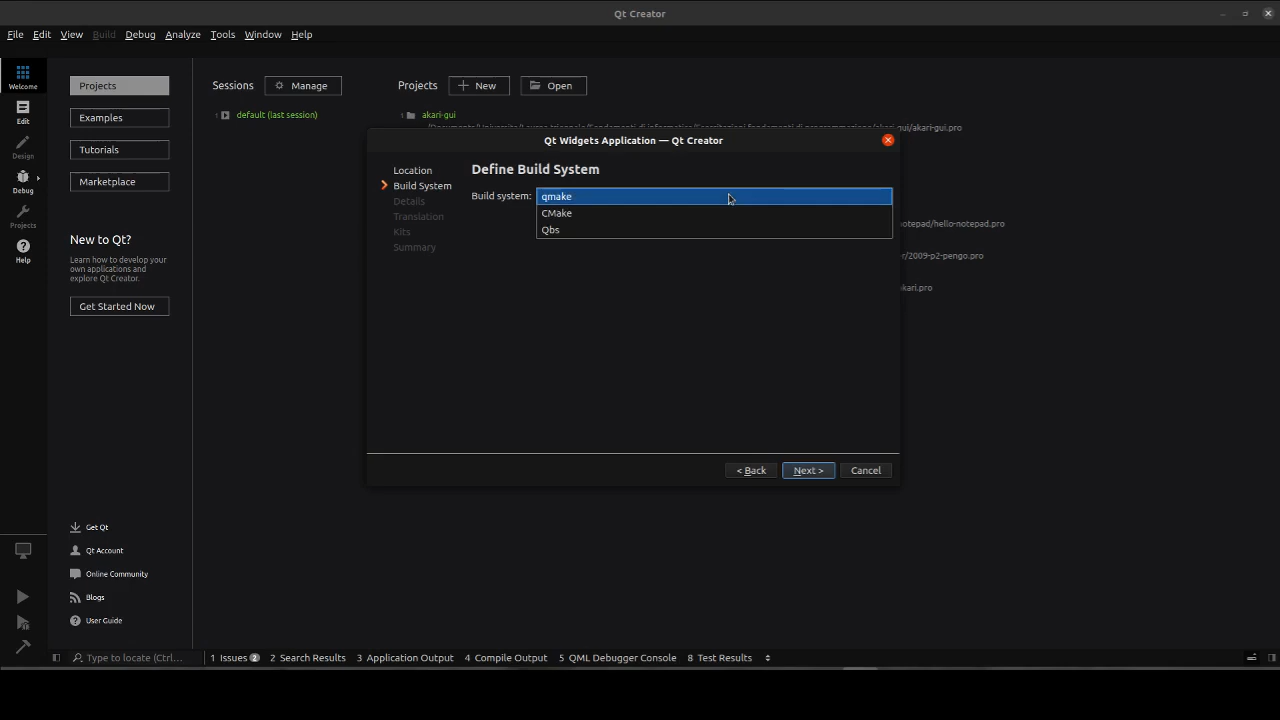 Qt Creator
File Edit View Build Debug Analyze Tools Window Help
Welcome
Edit
Design
Debug
Projects
Help
Projects
Examples
Tutorials
Marketplace
New to Qt?
Learn how to develop your
own applications and
explore Qt Creator.
Get Started Now
Get Qt
Qt Account
Online Community
Blogs
User Guide
Sessions Manage
1 default (last session)
Projects New Open
1 akari-gui
notepad/hello-notepad.pro
r/2009-p2-pengo.pro
akari.pro
Qt Widgets Application — Qt Creator
Location
Build System
Details
Translation
Kits
Summary
Define Build System
Build system: qmake
CMake
Qbs
< Back Next > Cancel
Type to locate (Ctrl... 1 Issues 2 2 Search Results 3 Application Output 4 Compile Output 5 QML Debugger Console 8 Test Results